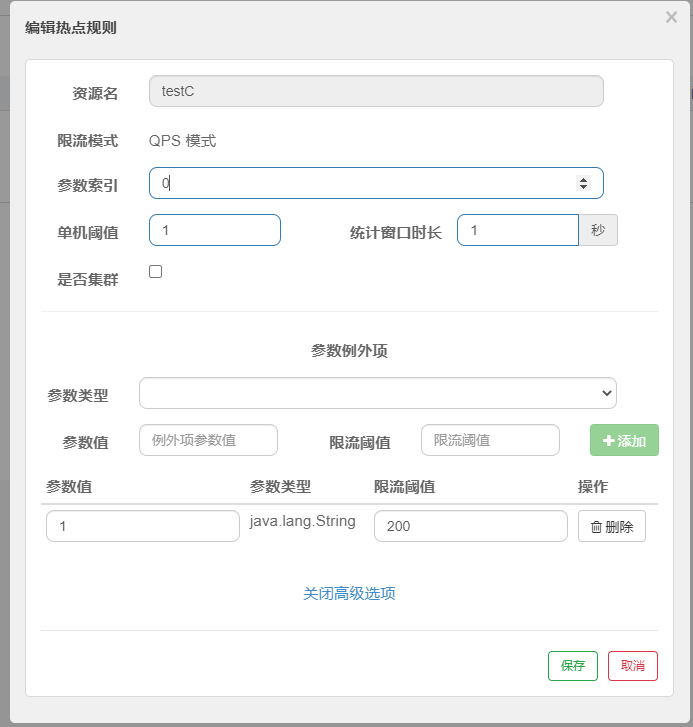 编辑热点规则 ×
资源名 testC
限流模式 QPS 模式
参数索引 0
单机阈值 1 统计窗口时长 1 秒
是否集群
参数例外项
参数类型
参数值 例外项参数值 限流阈值 限流阈值 +添加
参数值 参数类型 限流阈值 操作
1 java.lang.String 200 删除
关闭高级选项
保存 取消